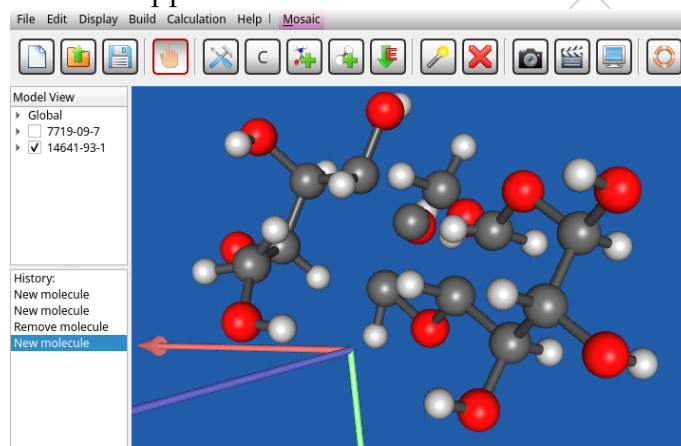 File Edit Display Build Calculation Help | Mosaic
C
E
Model View
Global
7719-09-7
14641-93-1
History:
New molecule
New molecule
Remove molecule
New molecule